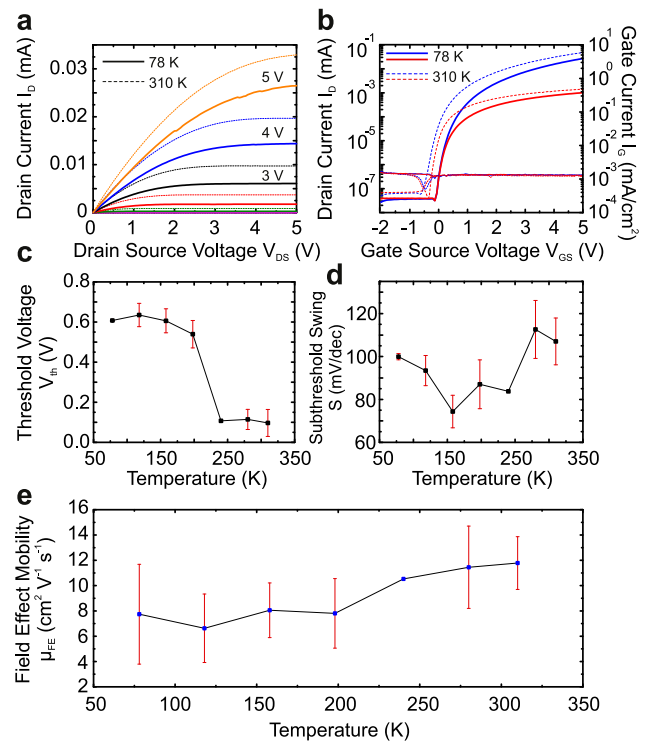 a
Drain Current I_D (mA)
0.03
0.02
0.01
0
78 K
310 K
5 V
4 V
3 V
0 1 2 3 4 5
Drain Source Voltage V_DS (V)
b
Drain Current I_D (mA)
10^-1
10^-3
10^-5
10^-7
78 K
310 K
10^1
10^0
10^-1
10^-2
10^-3
10^-4
Gate Current I_G (mA/cm^2)
-2 -1 0 1 2 3 4 5
Gate Source Voltage V_GS (V)
c
Threshold Voltage
V_th (V)
0.8
0.6
0.4
0.2
0.0
50 150 250 350
Temperature (K)
d
Subthreshold Swing
S (mV/dec)
140
120
100
80
60
50 150 250 350
Temperature (K)
e
Field Effect Mobility
μ_FE (cm^2 V^-1 s^-1)
16
14
12
10
8
6
4
2
50 100 150 200 250 300 350
Temperature (K)